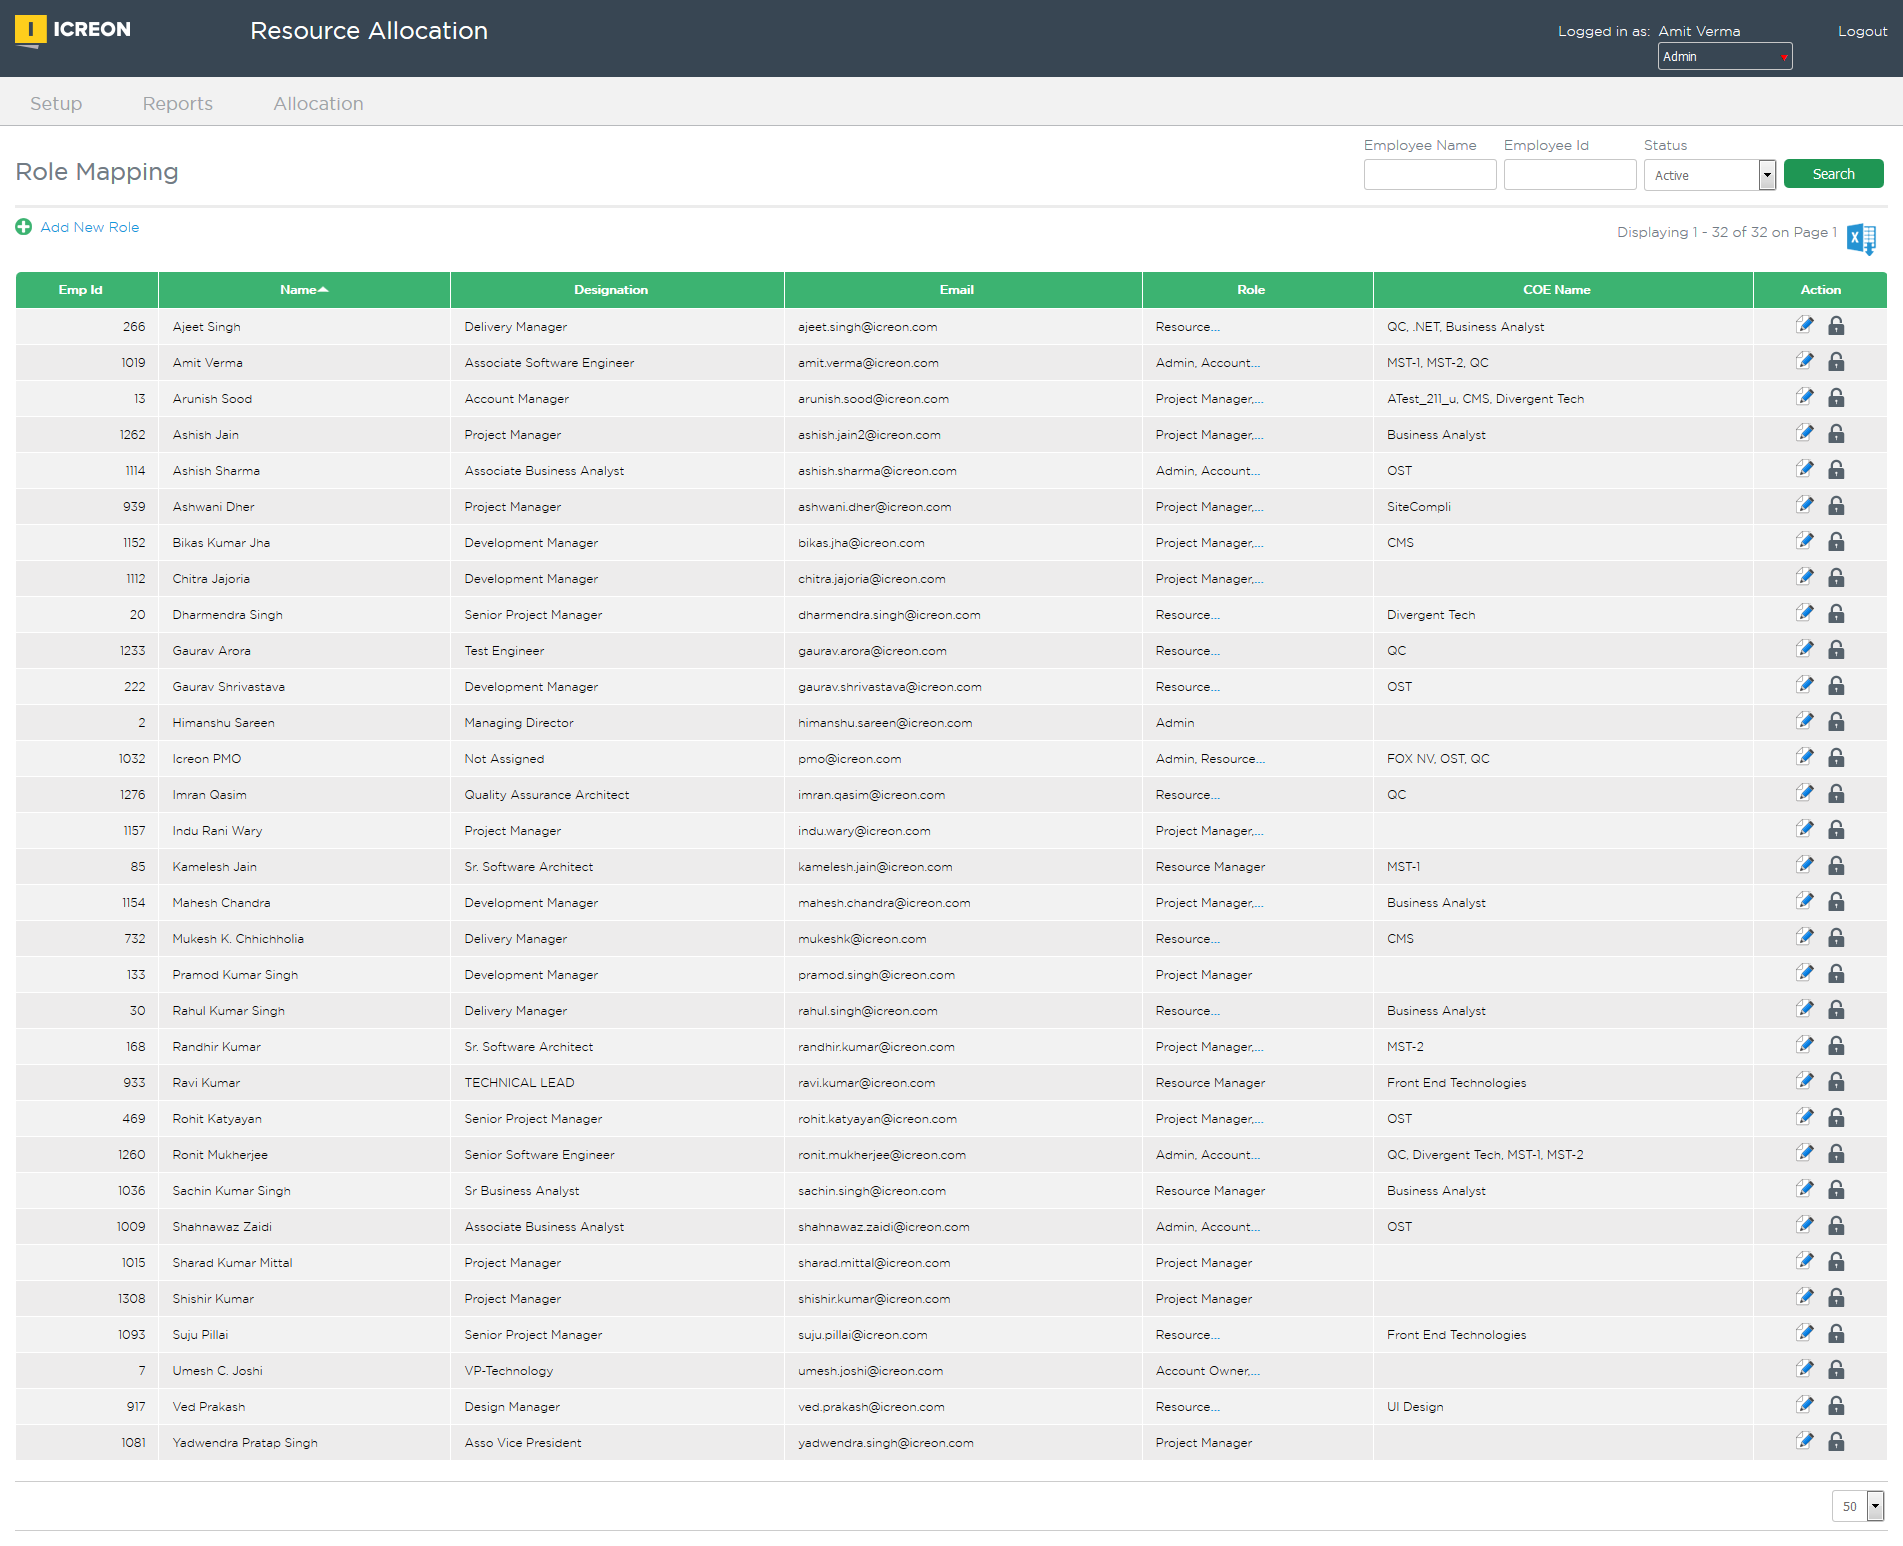 ICREON
Resource Allocation
Logged in as: Amit Verma
Logout
Admin
Setup Reports Allocation
Employee Name Employee Id Status
Role Mapping
Active
Search
Add New Role
Displaying 1 - 32 of 32 on Page 1
Emp Id Name Designation Email Role COE Name Action
266 Ajeet Singh Delivery Manager ajeet.singh@icreon.com Resource... QC, .NET, Business Analyst
1019 Amit Verma Associate Software Engineer amit.verma@icreon.com Admin, Account... MST-1, MST-2, QC
13 Arunish Sood Account Manager arunish.sood@icreon.com Project Manager,... ATest_211_u, CMS, Divergent Tech
1262 Ashish Jain Project Manager ashish.jain2@icreon.com Project Manager,... Business Analyst
1114 Ashish Sharma Associate Business Analyst ashish.sharma@icreon.com Admin, Account... OST
939 Ashwani Dher Project Manager ashwani.dher@icreon.com Project Manager,... SiteCompli
1152 Bikas Kumar Jha Development Manager bikas.jha@icreon.com Project Manager,... CMS
1112 Chitra Jajoria Development Manager chitra.jajoria@icreon.com Project Manager,...
20 Dharmendra Singh Senior Project Manager dharmendra.singh@icreon.com Resource... Divergent Tech
1233 Gaurav Arora Test Engineer gaurav.arora@icreon.com Resource... QC
222 Gaurav Shrivastava Development Manager gaurav.shrivastava@icreon.com Resource... OST
2 Himanshu Sareen Managing Director himanshu.sareen@icreon.com Admin
1032 Icreon PMO Not Assigned pmo@icreon.com Admin, Resource... FOX NV, OST, QC
1276 Imran Qasim Quality Assurance Architect imran.qasim@icreon.com Resource... QC
1157 Indu Rani Wary Project Manager indu.wary@icreon.com Project Manager,...
85 Kamelesh Jain Sr. Software Architect kamelesh.jain@icreon.com Resource Manager MST-1
1154 Mahesh Chandra Development Manager mahesh.chandra@icreon.com Project Manager,... Business Analyst
732 Mukesh K. Chhichholia Delivery Manager mukeshk@icreon.com Resource... CMS
133 Pramod Kumar Singh Development Manager pramod.singh@icreon.com Project Manager
30 Rahul Kumar Singh Delivery Manager rahul.singh@icreon.com Resource... Business Analyst
168 Randhir Kumar Sr. Software Architect randhir.kumar@icreon.com Project Manager,... MST-2
933 Ravi Kumar TECHNICAL LEAD ravi.kumar@icreon.com Resource Manager Front End Technologies
469 Rohit Katyayan Senior Project Manager rohit.katyayan@icreon.com Project Manager,... OST
1260 Ronit Mukherjee Senior Software Engineer ronit.mukherjee@icreon.com Admin, Account... QC, Divergent Tech, MST-1, MST-2
1036 Sachin Kumar Singh Sr Business Analyst sachin.singh@icreon.com Resource Manager Business Analyst
1009 Shahnawaz Zaidi Associate Business Analyst shahnawaz.zaidi@icreon.com Admin, Account... OST
1015 Sharad Kumar Mittal Project Manager sharad.mittal@icreon.com Project Manager
1308 Shishir Kumar Project Manager shishir.kumar@icreon.com Project Manager
1093 Suju Pillai Senior Project Manager suju.pillai@icreon.com Resource... Front End Technologies
7 Umesh C. Joshi VP-Technology umesh.joshi@icreon.com Account Owner,...
917 Ved Prakash Design Manager ved.prakash@icreon.com Resource... UI Design
1081 Yadwendra Pratap Singh Asso Vice President yadwendra.singh@icreon.com Project Manager
50